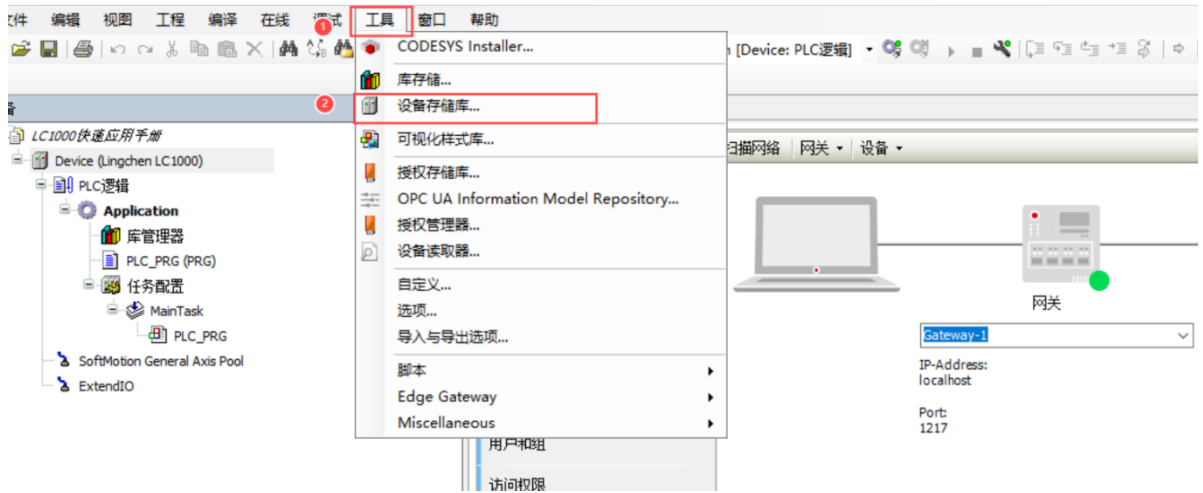 文件 编辑 视图 工程 编译 在线 调试 工具 窗口 帮助
1
[Device: PLC逻辑]
2
CODESYS Installer...
库存储...
设备存储库...
可视化样式库...
授权存储库...
OPC UA Information Model Repository...
授权管理器...
设备读取器...
自定义...
选项...
导入与导出选项...
脚本
Edge Gateway
Miscellaneous
LC1000快速应用手册
Device (Lingchen LC1000)
PLC逻辑
Application
库管理器
PLC_PRG (PRG)
任务配置
MainTask
PLC_PRG
SoftMotion General Axis Pool
ExtendIO
扫描网络 网关 设备
网关
Gateway-1
IP-Address:
localhost
Port:
1217
用户和组
访问权限